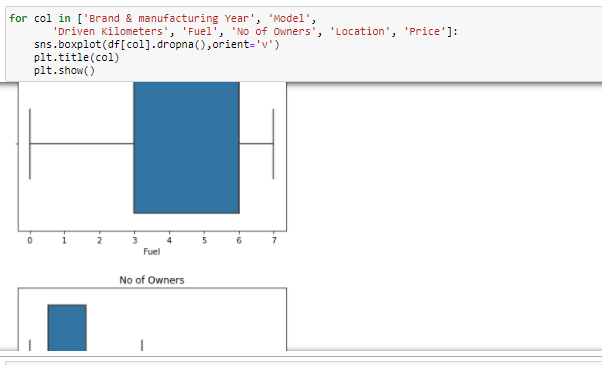 for col in ['Brand & manufacturing Year', 'Model',
'Driven Kilometers', 'Fuel', 'No of Owners', 'Location', 'Price']:
sns.boxplot(df[col].dropna(),orient='v')
plt.title(col)
plt.show()
0 1 2 3 4 5 6 7
Fuel
No of Owners